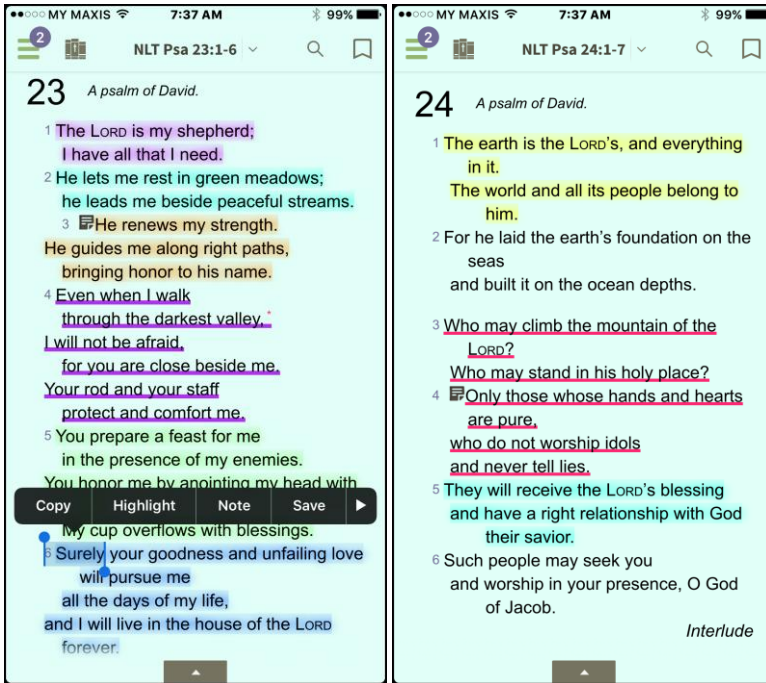 MY MAXIS 7:37 AM 99%
2 NLT Psa 23:1-6
23 A psalm of David.
1 The LORD is my shepherd;
I have all that I need.
2 He lets me rest in green meadows;
he leads me beside peaceful streams.
3 He renews my strength.
He guides me along right paths,
bringing honor to his name.
4 Even when I walk
through the darkest valley,*
I will not be afraid,
for you are close beside me.
Your rod and your staff
protect and comfort me.
5 You prepare a feast for me
in the presence of my enemies.
You honor me by anointing my head with
Copy Highlight Note Save
My cup overflows with blessings.
6 Surely your goodness and unfailing love
will pursue me
all the days of my life,
and I will live in the house of the LORD
forever.
MY MAXIS 7:37 AM 99%
2 NLT Psa 24:1-7
24 A psalm of David.
1 The earth is the LORD's, and everything
in it.
The world and all its people belong to
him.
2 For he laid the earth's foundation on the
seas
and built it on the ocean depths.
3 Who may climb the mountain of the
LORD?
Who may stand in his holy place?
4 Only those whose hands and hearts
are pure,
who do not worship idols
and never tell lies.
5 They will receive the LORD's blessing
and have a right relationship with God
their savior.
6 Such people may seek you
and worship in your presence, O God
of Jacob.
Interlude